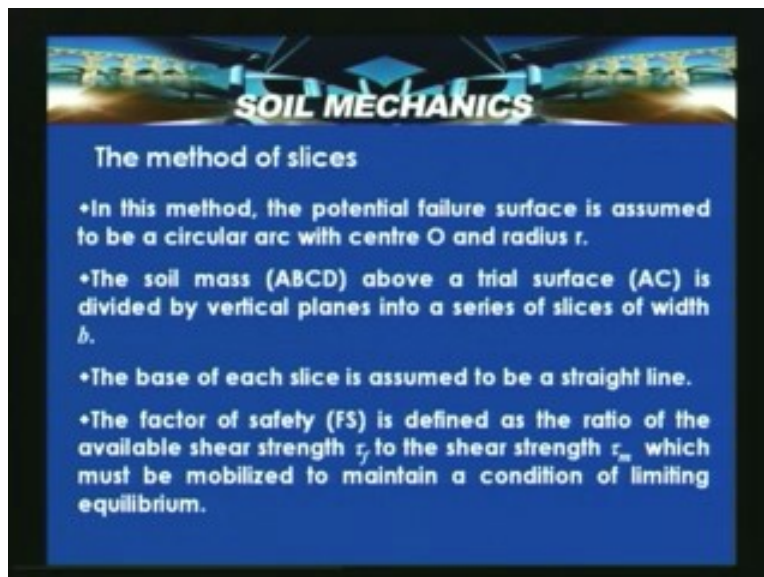 SOIL MECHANICS
The method of slices
•In this method, the potential failure surface is assumed
to be a circular arc with centre O and radius r.
•The soil mass (ABCD) above a trial surface (AC) is
divided by vertical planes into a series of slices of width
b.
•The base of each slice is assumed to be a straight line.
•The factor of safety (FS) is defined as the ratio of the
available shear strength τf to the shear strength τm which
must be mobilized to maintain a condition of limiting
equilibrium.